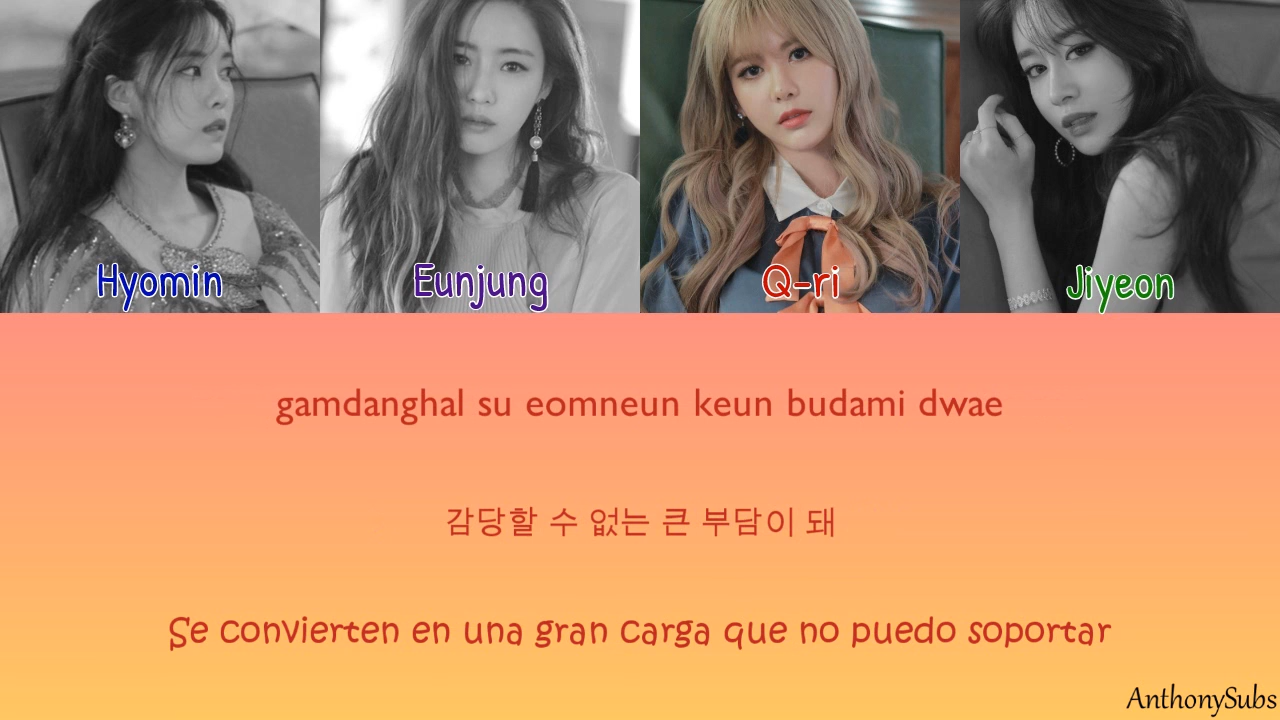 Hyomin
Eunjung
Q-ri
Jiyeon
gamdanghal su eomneun keun budami dwae
감당할 수 없는 큰 부담이 돼
Se convierten en una gran carga que no puedo soportar
AnthonySubs